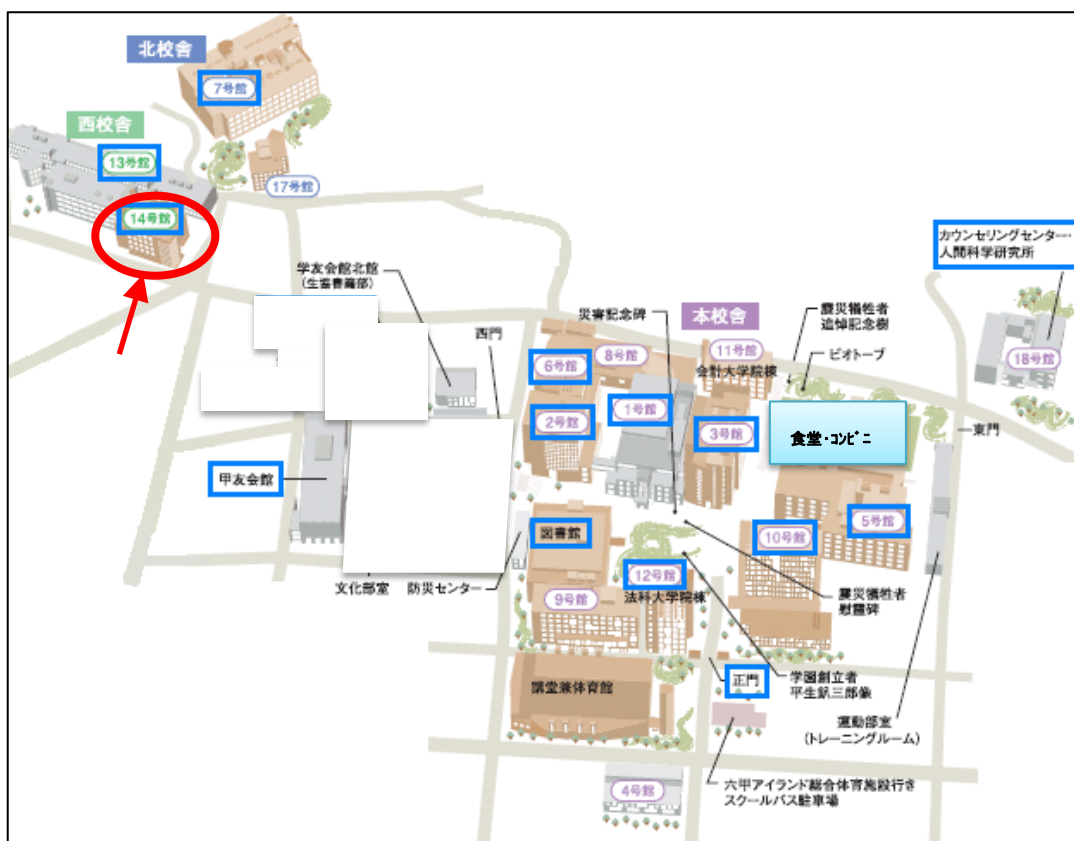 北校舎
7号館
西校舎
13号館
17号館
14号館
カウンセリングセンター・
人間科学研究所
学友会館北館
(生協書籍部)
西門
災害記念碑
本校舎
震災犠牲者
追悼記念樹
ビオトープ
11号館
会計大学院棟
8号館
6号館
18号館
1号館
2号館
3号館
食堂・コンビニ
東門
甲友会館
5号館
図書館
10号館
文化部室
防災センター
12号館
法科大学院棟
9号館
震災犠牲者
慰霊碑
正門
学園創立者
平生釟三郎像
講堂兼体育館
運動部室
(トレーニングルーム)
4号館
六甲アイランド総合体育施設行き
スクールバス駐車場